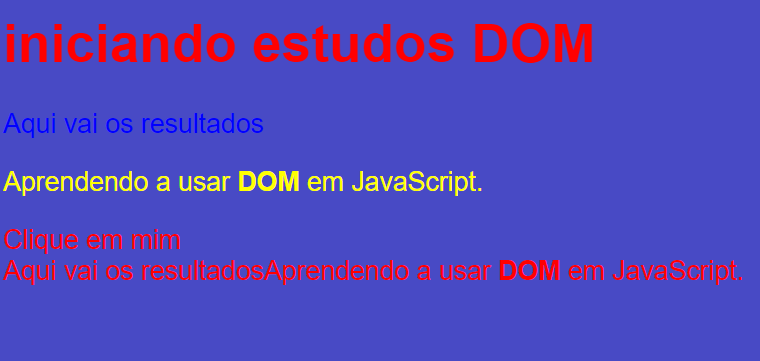 iniciando estudos DOM
Aqui vai os resultados
Aprendendo a usar DOM em JavaScript.
Clique em mim
Aqui vai os resultadosAprendendo a usar DOM em JavaScript.